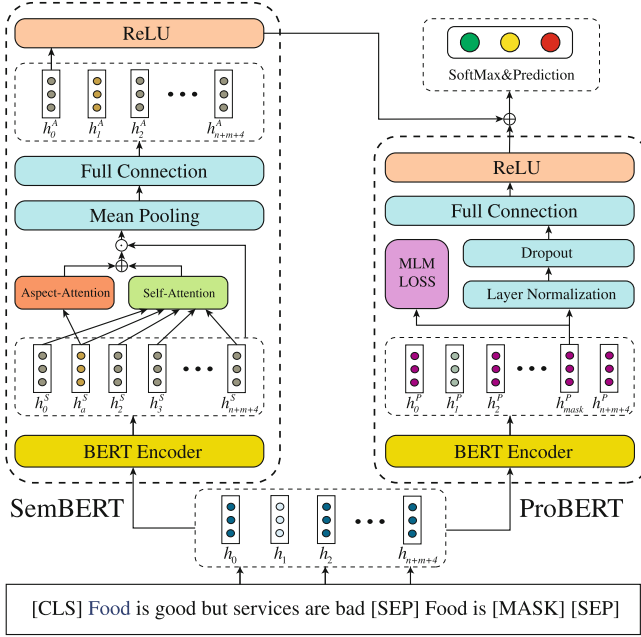 ReLU
h_0^A h_1^A h_2^A ••• h_{n+m+4}^A
Full Connection
Mean Pooling
Aspect-Attention
Self-Attention
h_0^S h_a^S h_2^S h_3^S ••• h_{n+m+4}^S
BERT Encoder
SemBERT
SoftMax&Prediction
ReLU
Full Connection
MLM
LOSS
Dropout
Layer Normalization
h_0^P h_1^P h_2^P ••• h_{mask}^P h_{n+m+4}^P
BERT Encoder
ProBERT
h_0 h_1 h_2 ••• h_{n+m+4}
[CLS] Food is good but services are bad [SEP] Food is [MASK] [SEP]